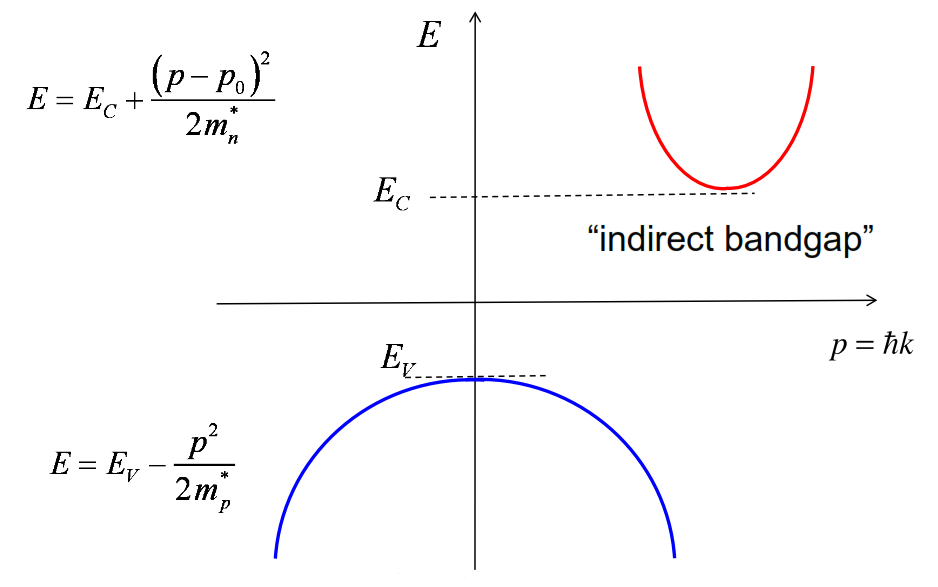 E
E = E_C + (p − p_0)^2 / 2m_n^*
E_C
“indirect bandgap”
p = ħk
E_V
E = E_V − p^2 / 2m_p^*